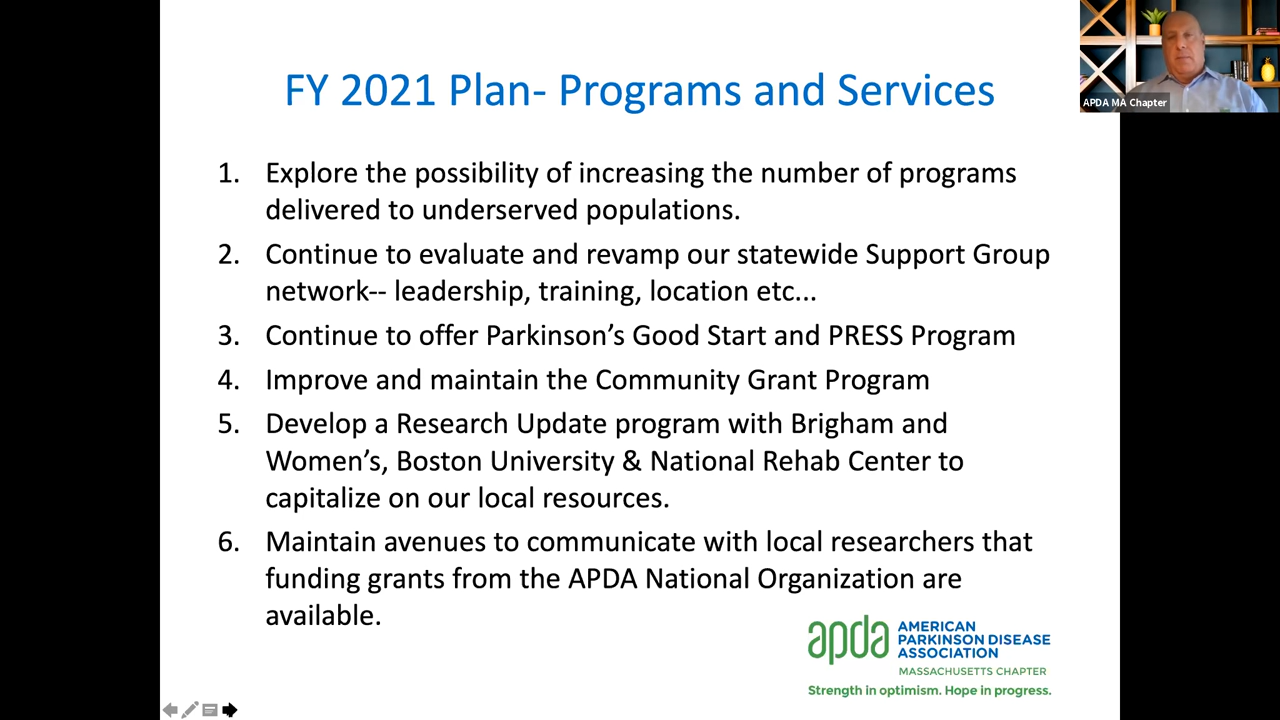 FY 2021 Plan- Programs and Services
APDA MA Chapter
1. Explore the possibility of increasing the number of programs
delivered to underserved populations.
2. Continue to evaluate and revamp our statewide Support Group
network-- leadership, training, location etc...
3. Continue to offer Parkinson’s Good Start and PRESS Program
4. Improve and maintain the Community Grant Program
5. Develop a Research Update program with Brigham and
Women’s, Boston University & National Rehab Center to
capitalize on our local resources.
6. Maintain avenues to communicate with local researchers that
funding grants from the APDA National Organization are
available.
apda
AMERICAN
PARKINSON DISEASE
ASSOCIATION
MASSACHUSETTS CHAPTER
Strength in optimism. Hope in progress.